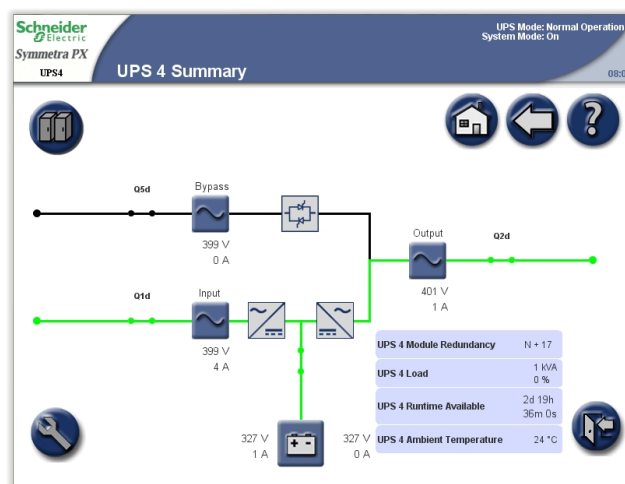 Schneider
Electric
Symmetra PX
UPS4
UPS 4 Summary
UPS Mode: Normal Operation
System Mode: On
08:0
Q5d
Bypass
399 V
0 A
Output
Q2d
401 V
1 A
Q1d
Input
399 V
4 A
UPS 4 Module Redundancy N + 17
UPS 4 Load 1 kVA
0 %
UPS 4 Runtime Available 2d 19h
36m 0s
UPS 4 Ambient Temperature 24 °C
327 V
1 A
327 V
0 A